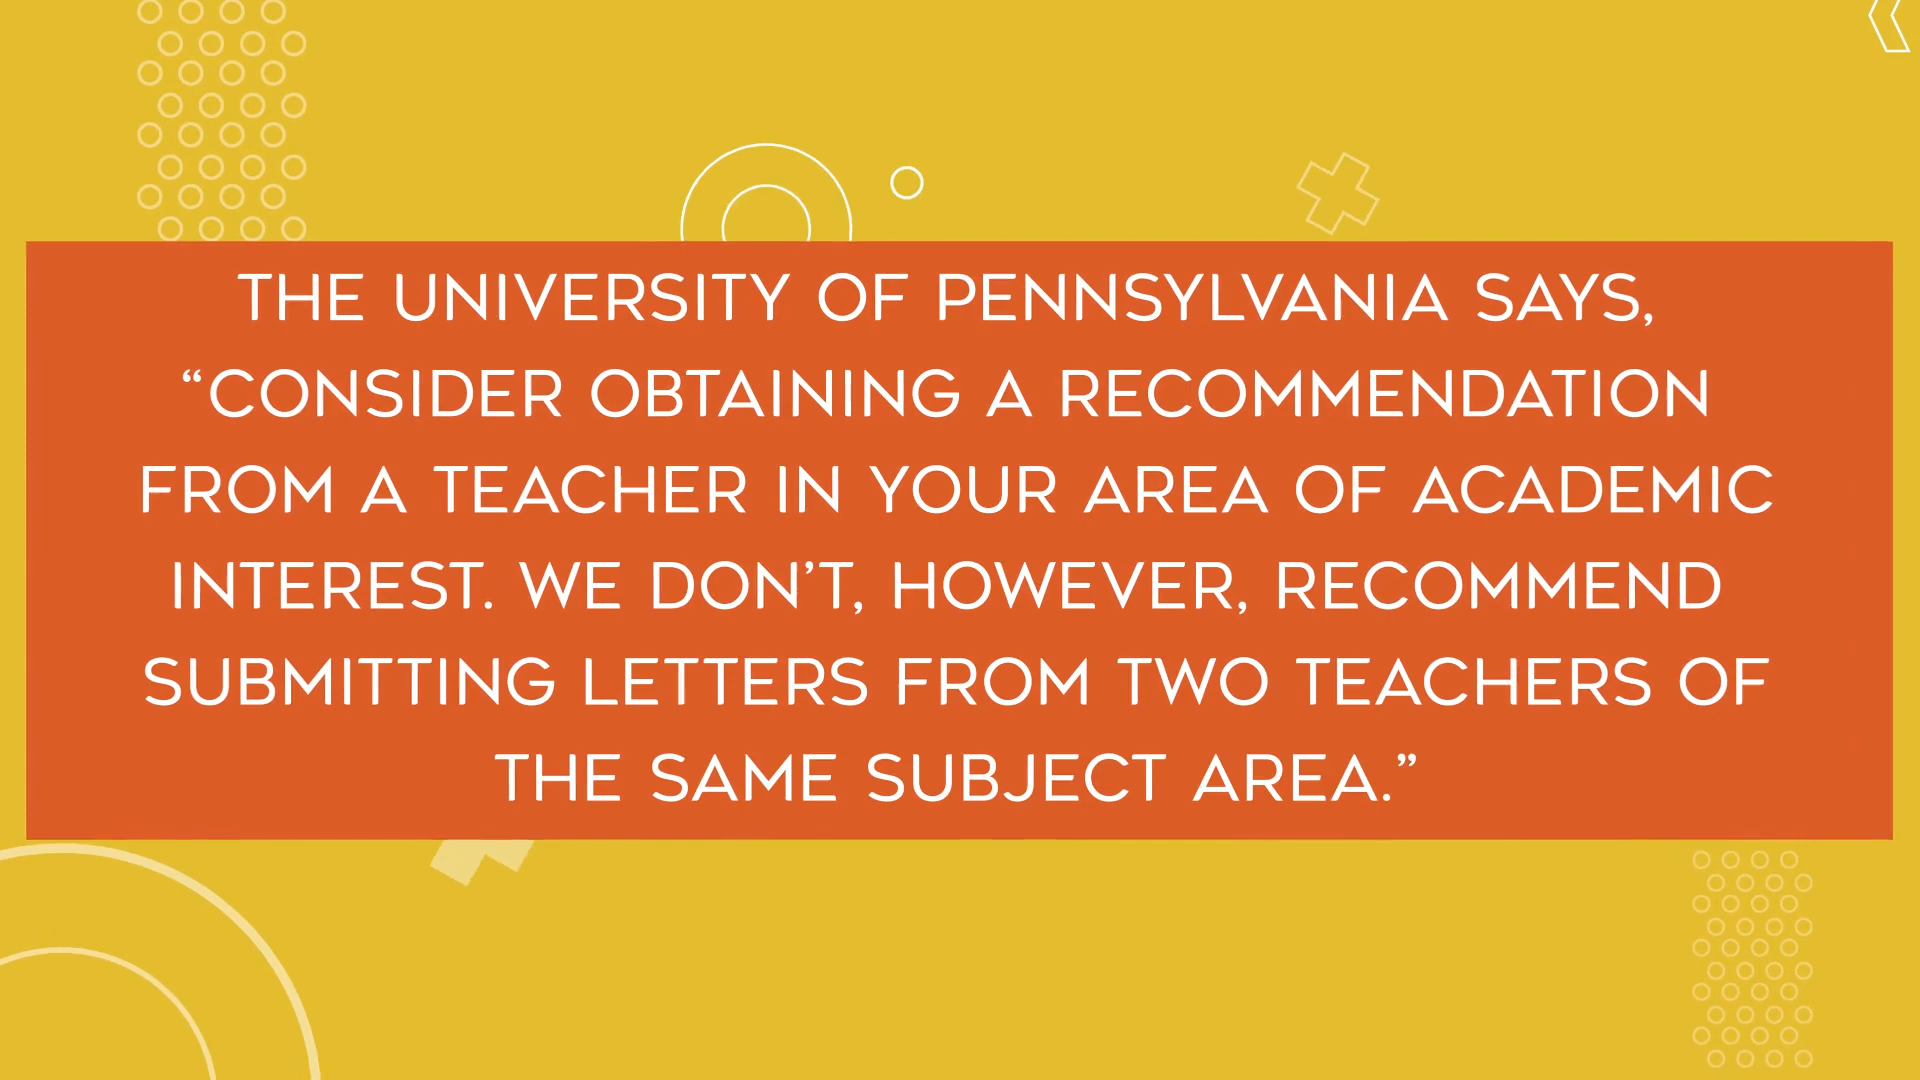 THE UNIVERSITY OF PENNSYLVANIA SAYS,
“CONSIDER OBTAINING A RECOMMENDATION
FROM A TEACHER IN YOUR AREA OF ACADEMIC
INTEREST. WE DON’T, HOWEVER, RECOMMEND
SUBMITTING LETTERS FROM TWO TEACHERS OF
THE SAME SUBJECT AREA.”